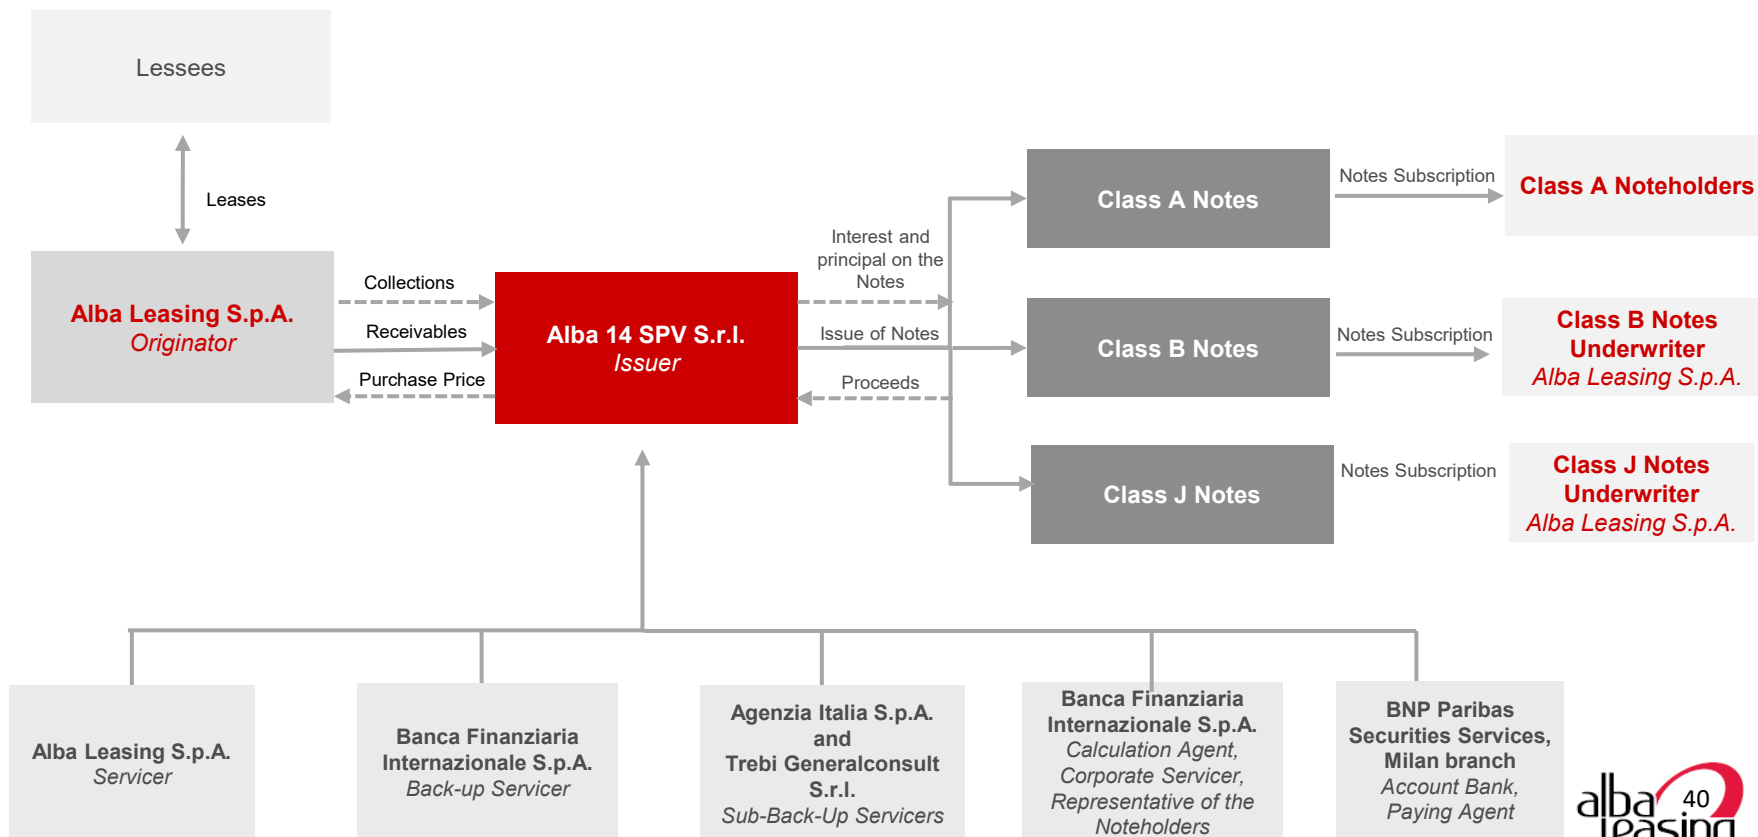 Lessees
Leases
Alba Leasing S.p.A.
Originator
Collections
Receivables
Purchase Price
Alba 14 SPV S.r.l.
Issuer
Interest and
principal on the
Notes
Issue of Notes
Proceeds
Class A Notes
Notes Subscription
Class A Noteholders
Class B Notes
Notes Subscription
Class B Notes
Underwriter
Alba Leasing S.p.A.
Class J Notes
Notes Subscription
Class J Notes
Underwriter
Alba Leasing S.p.A.
Alba Leasing S.p.A.
Servicer
Banca Finanziaria
Internazionale S.p.A.
Back-up Servicer
Agenzia Italia S.p.A.
and
Trebi Generalconsult
S.r.l.
Sub-Back-Up Servicers
Banca Finanziaria
Internazionale S.p.A.
Calculation Agent,
Corporate Servicer,
Representative of the
Noteholders
BNP Paribas
Securities Services,
Milan branch
Account Bank,
Paying Agent
alba
40
leasing